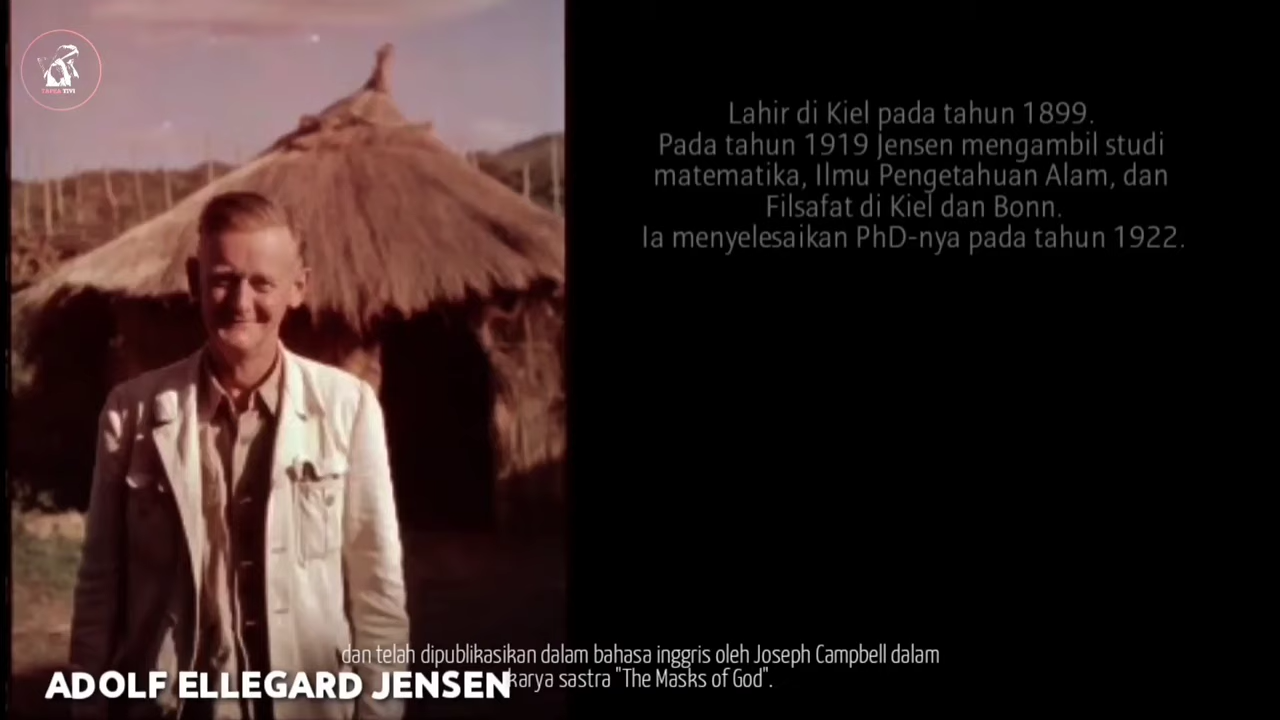 TAPKA TIVI
Lahir di Kiel pada tahun 1899.
Pada tahun 1919 Jensen mengambil studi
matematika, Ilmu Pengetahuan Alam, dan
Filsafat di Kiel dan Bonn.
Ia menyelesaikan PhD-nya pada tahun 1922.
dan telah dipublikasikan dalam bahasa inggris oleh Joseph Campbell dalam
karya sastra "The Masks of God".
ADOLF ELLEGARD JENSEN